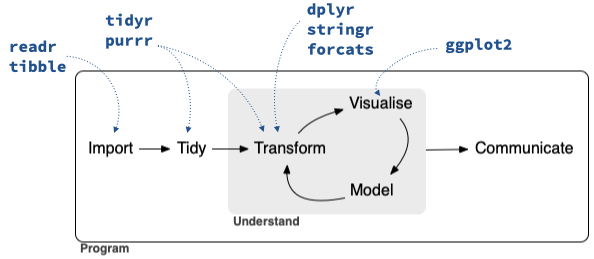 dplyr
stringr
forcats
tidyr
purrr
ggplot2
readr
tibble
Visualise
Import
Tidy
Transform
Communicate
Model
Understand
Program